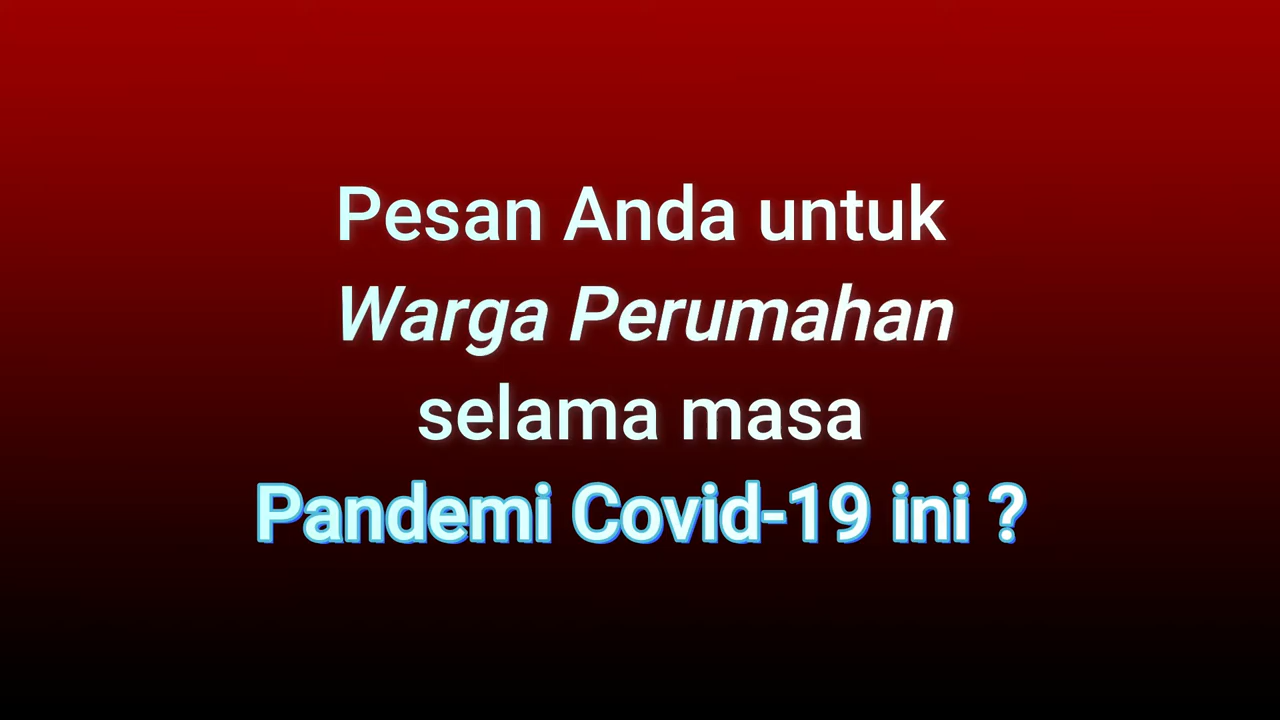 Pesan Anda untuk
Warga Perumahan
selama masa
Pandemi Covid-19 ini ?